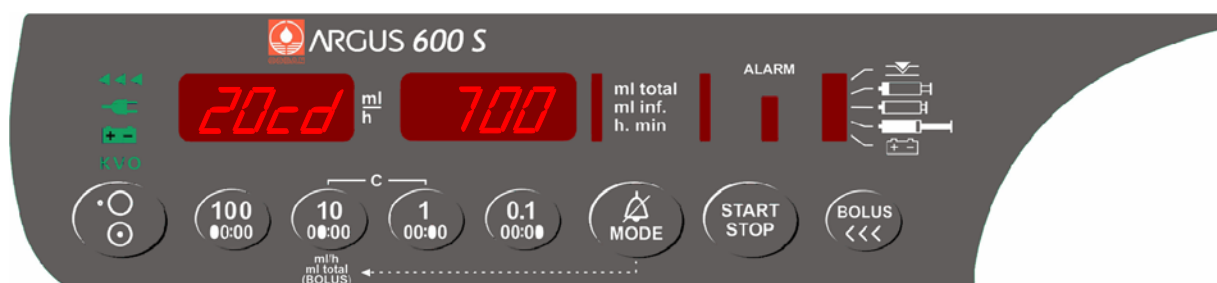 ARGUS 600 S
ALARM
20cd
ml
h
700
ml total
ml inf.
h. min
+ -
KVO
+ -
C
100
00:00
10
00:00
1
00:00
0.1
00:00
MODE
START
STOP
BOLUS
<<<
ml/h
ml total
(BOLUS)